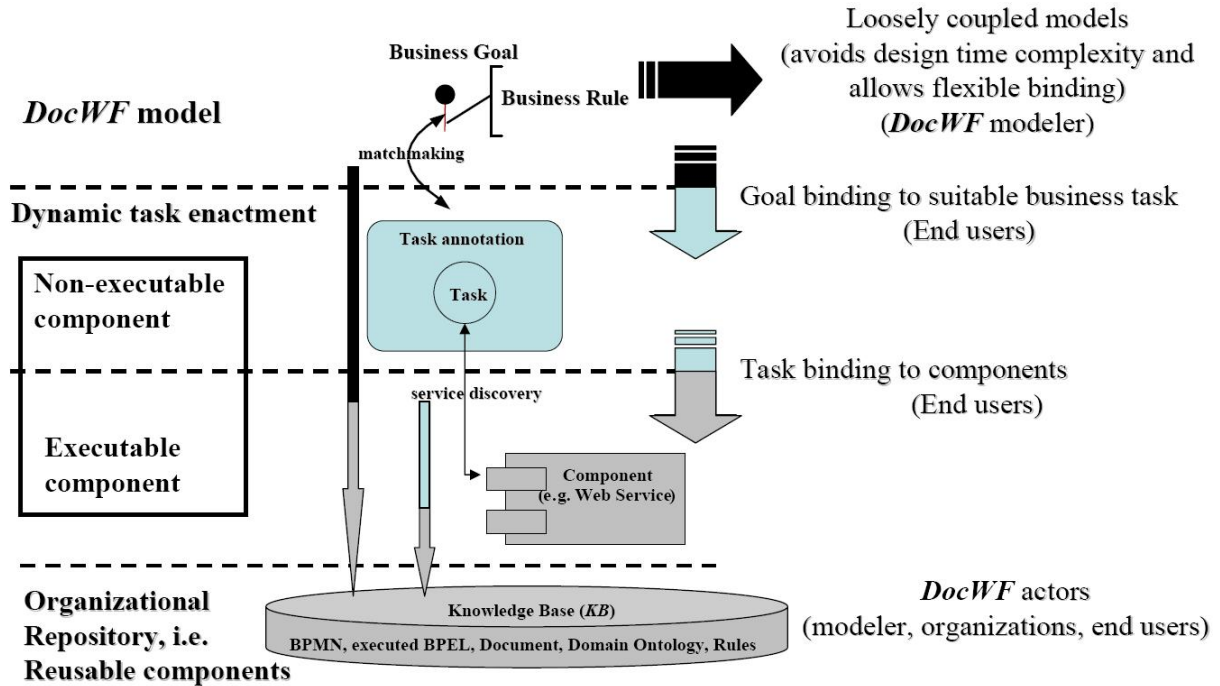 Loosely coupled models
(avoids design time complexity and
allows flexible binding)
(DocWF modeler)
Business Goal
Business Rule
DocWF model
matchmaking
Dynamic task enactment
Goal binding to suitable business task
(End users)
Task annotation
Task
Non-executable
component
Task binding to components
(End users)
service discovery
Executable
component
Component
(e.g. Web Service)
Organizational
Repository, i.e.
Reusable components
Knowledge Base (KB)
BPMN, executed BPEL, Document, Domain Ontology, Rules
DocWF actors
(modeler, organizations, end users)